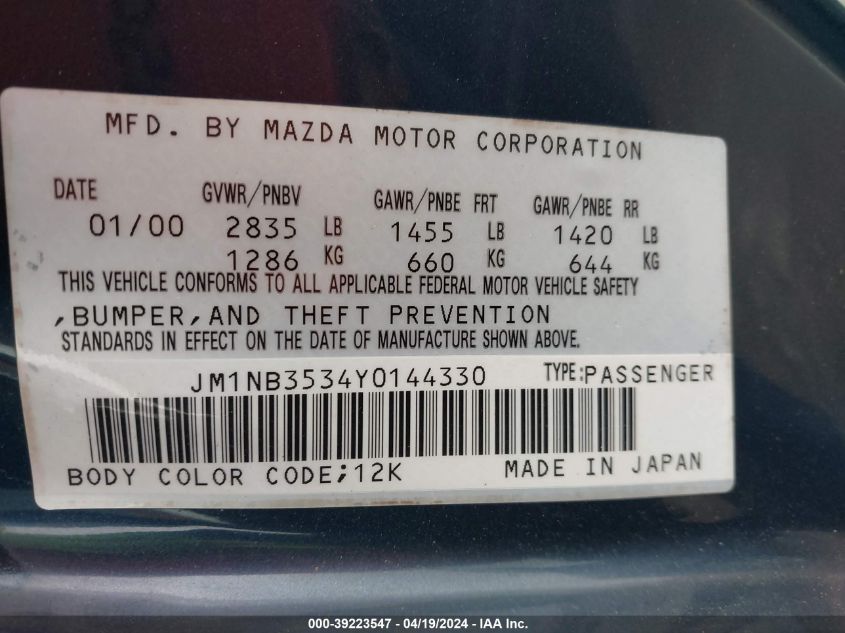 MFD. BY MAZDA MOTOR CORPORATION
DATE GVWR/PNBV GAWR/PNBE FRT GAWR/PNBE RR
01/00 2835 LB 1455 LB 1420 LB
1286 KG 660 KG 644 KG
THIS VEHICLE CONFORMS TO ALL APPLICABLE FEDERAL MOTOR VEHICLE SAFETY
,BUMPER,AND THEFT PREVENTION
STANDARDS IN EFFECT ON THE DATE OF MANUFACTURE SHOWN ABOVE.
JM1NB3534Y0144330 TYPE:PASSENGER
BODY COLOR CODE;12K MADE IN JAPAN
000-39223547 - 04/19/2024 - IAA Inc.